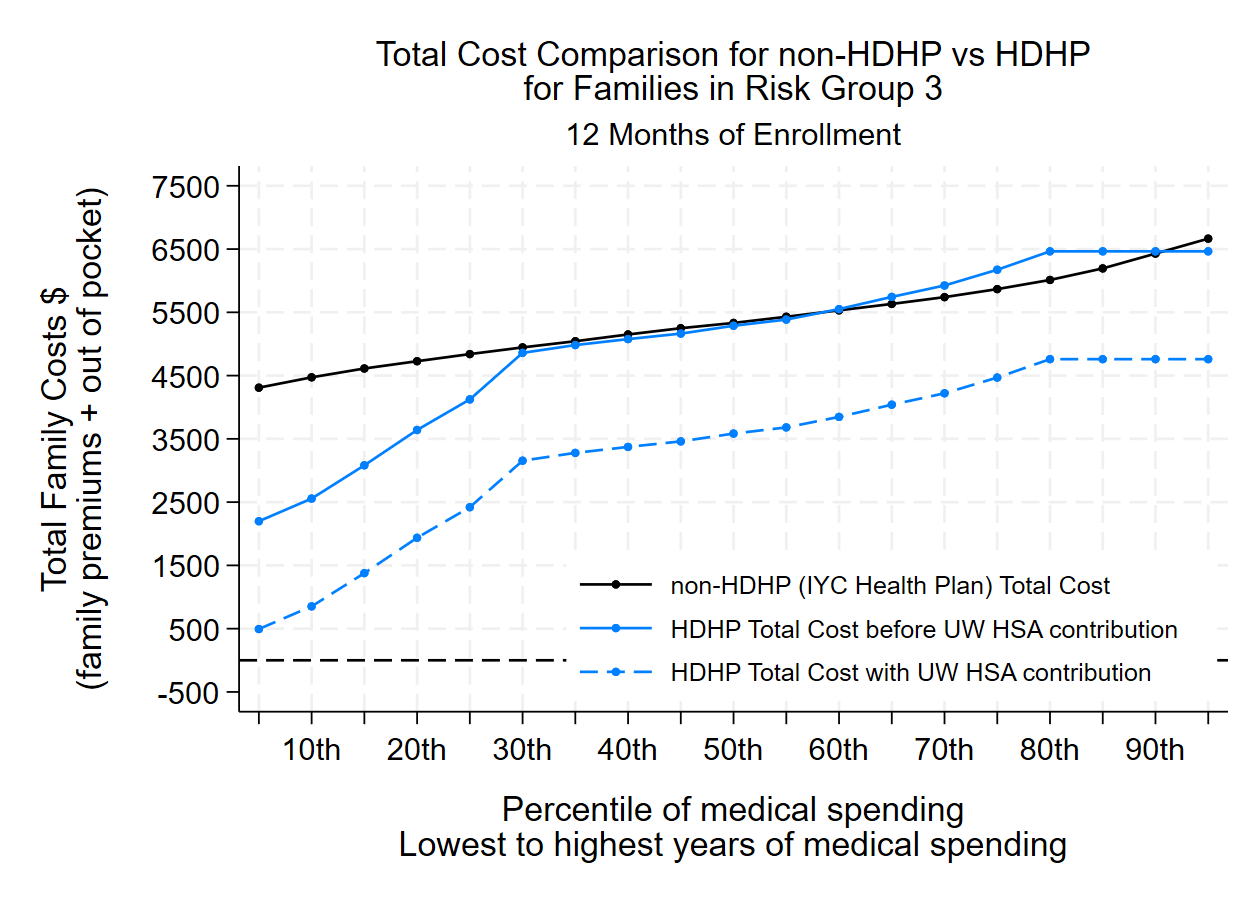 Total Cost Comparison for non-HDHP vs HDHP
for Families in Risk Group 3
12 Months of Enrollment
Total Family Costs $
(family premiums + out of pocket)
7500
6500
5500
4500
3500
2500
1500
500
-500
non-HDHP (IYC Health Plan) Total Cost
HDHP Total Cost before UW HSA contribution
HDHP Total Cost with UW HSA contribution
10th 20th 30th 40th 50th 60th 70th 80th 90th
Percentile of medical spending
Lowest to highest years of medical spending